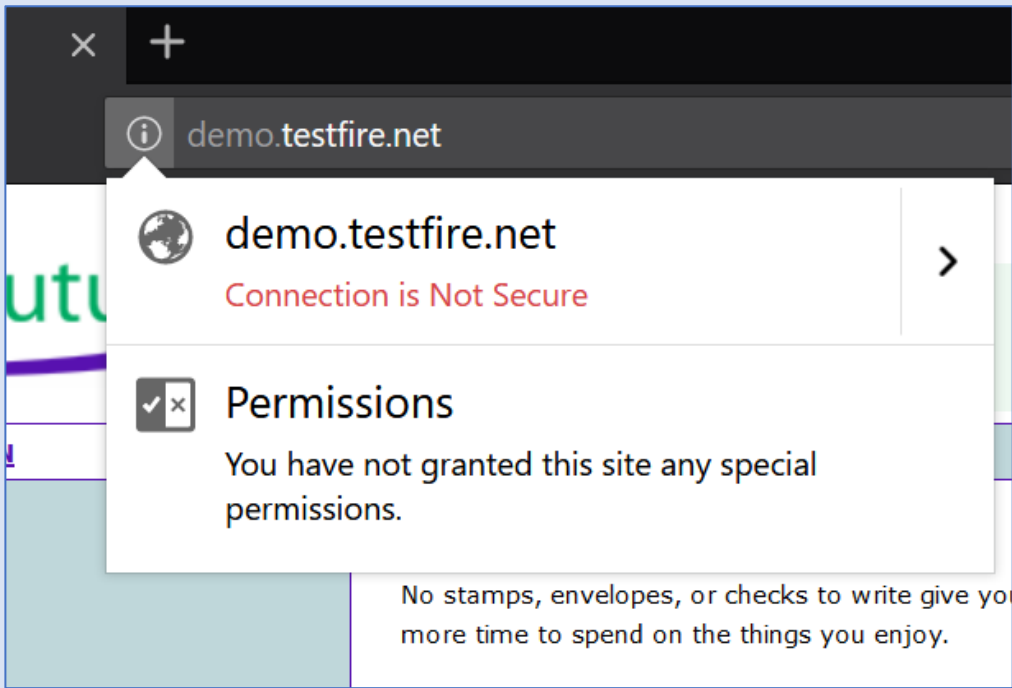 demo.testfire.net
demo.testfire.net
Connection is Not Secure
Permissions
You have not granted this site any special
permissions.
No stamps, envelopes, or checks to write give
more time to spend on the things you enjoy.